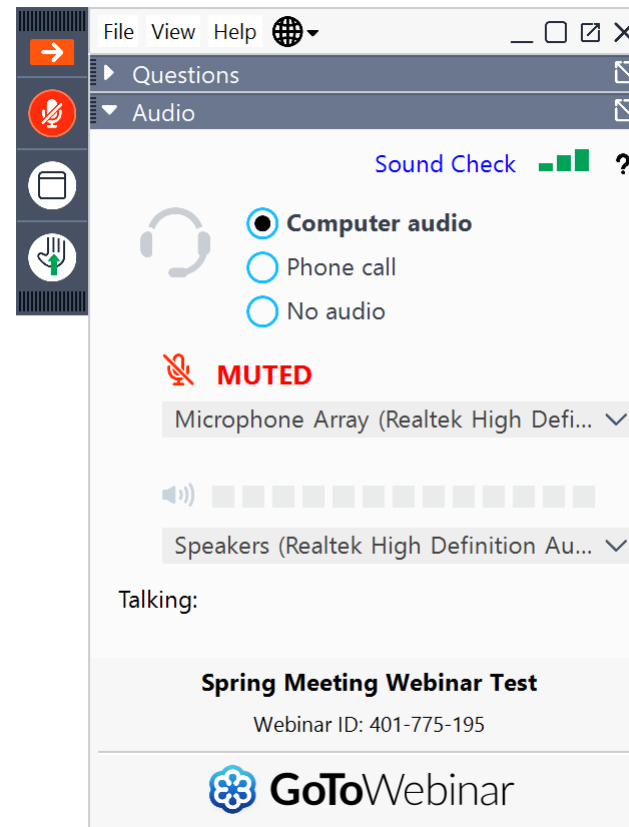 File View Help
Questions
Audio
Sound Check ?
Computer audio
Phone call
No audio
MUTED
Microphone Array (Realtek High Defi...
Speakers (Realtek High Definition Au...
Talking:
Spring Meeting Webinar Test
Webinar ID: 401-775-195
GoToWebinar